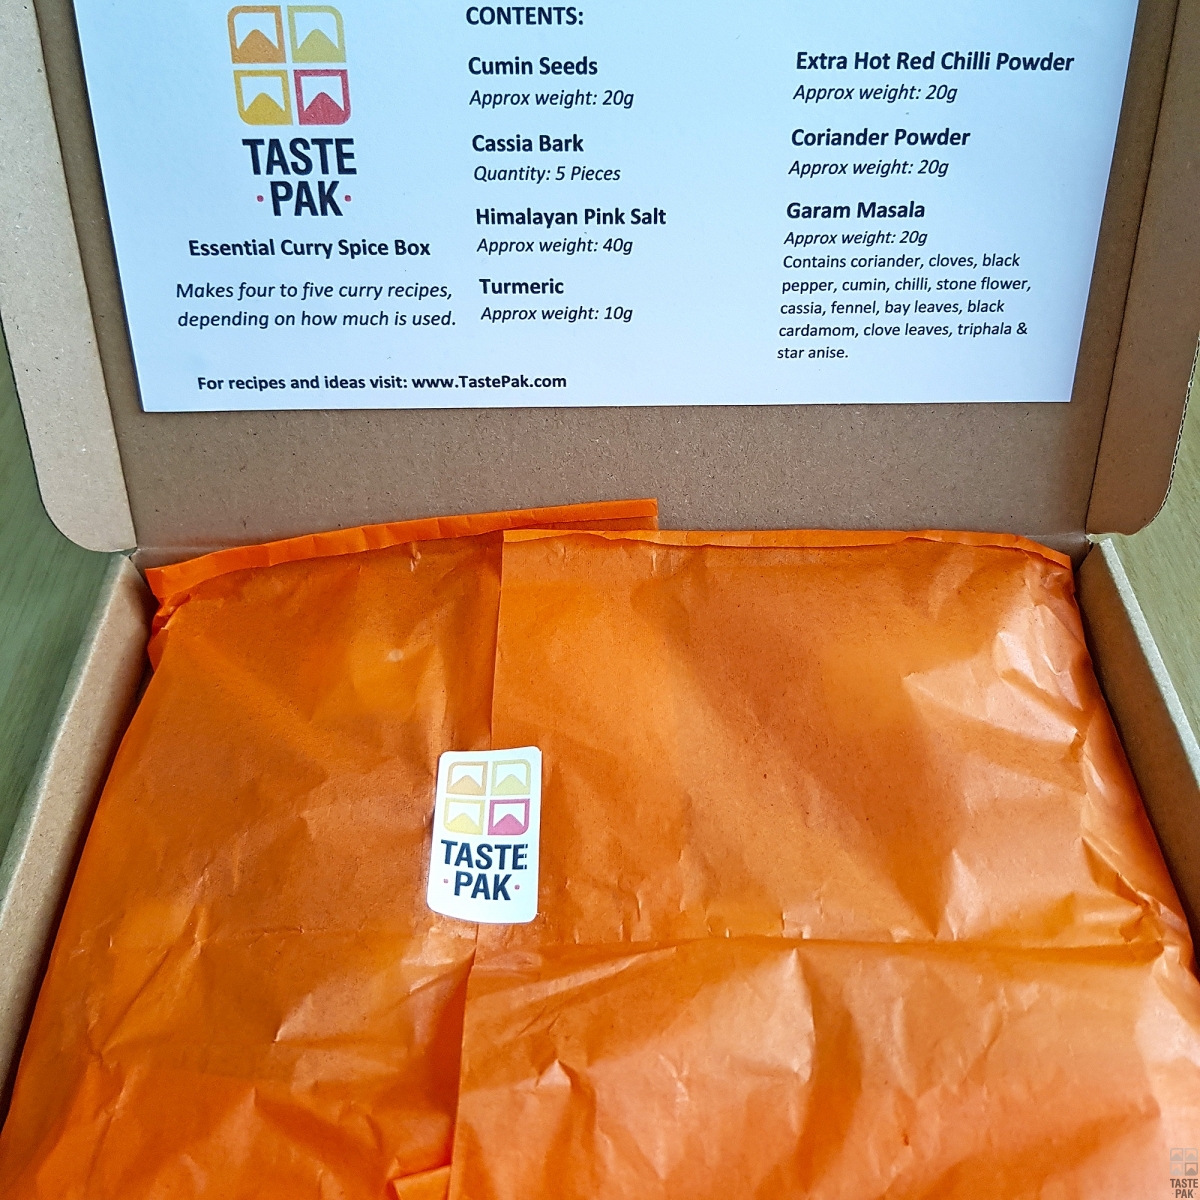 TASTE
·PAK·
Essential Curry Spice Box
Makes four to five curry recipes,
depending on how much is used.
For recipes and ideas visit: www.TastePak.com
CONTENTS:
Cumin Seeds
Approx weight: 20g
Cassia Bark
Quantity: 5 Pieces
Himalayan Pink Salt
Approx weight: 40g
Turmeric
Approx weight: 10g
Extra Hot Red Chilli Powder
Approx weight: 20g
Coriander Powder
Approx weight: 20g
Garam Masala
Approx weight: 20g
Contains coriander, cloves, black
pepper, cumin, chilli, stone flower,
cassia, fennel, bay leaves, black
cardamom, clove leaves, triphala &
star anise.
TASTE
·PAK·
TASTE
PAK